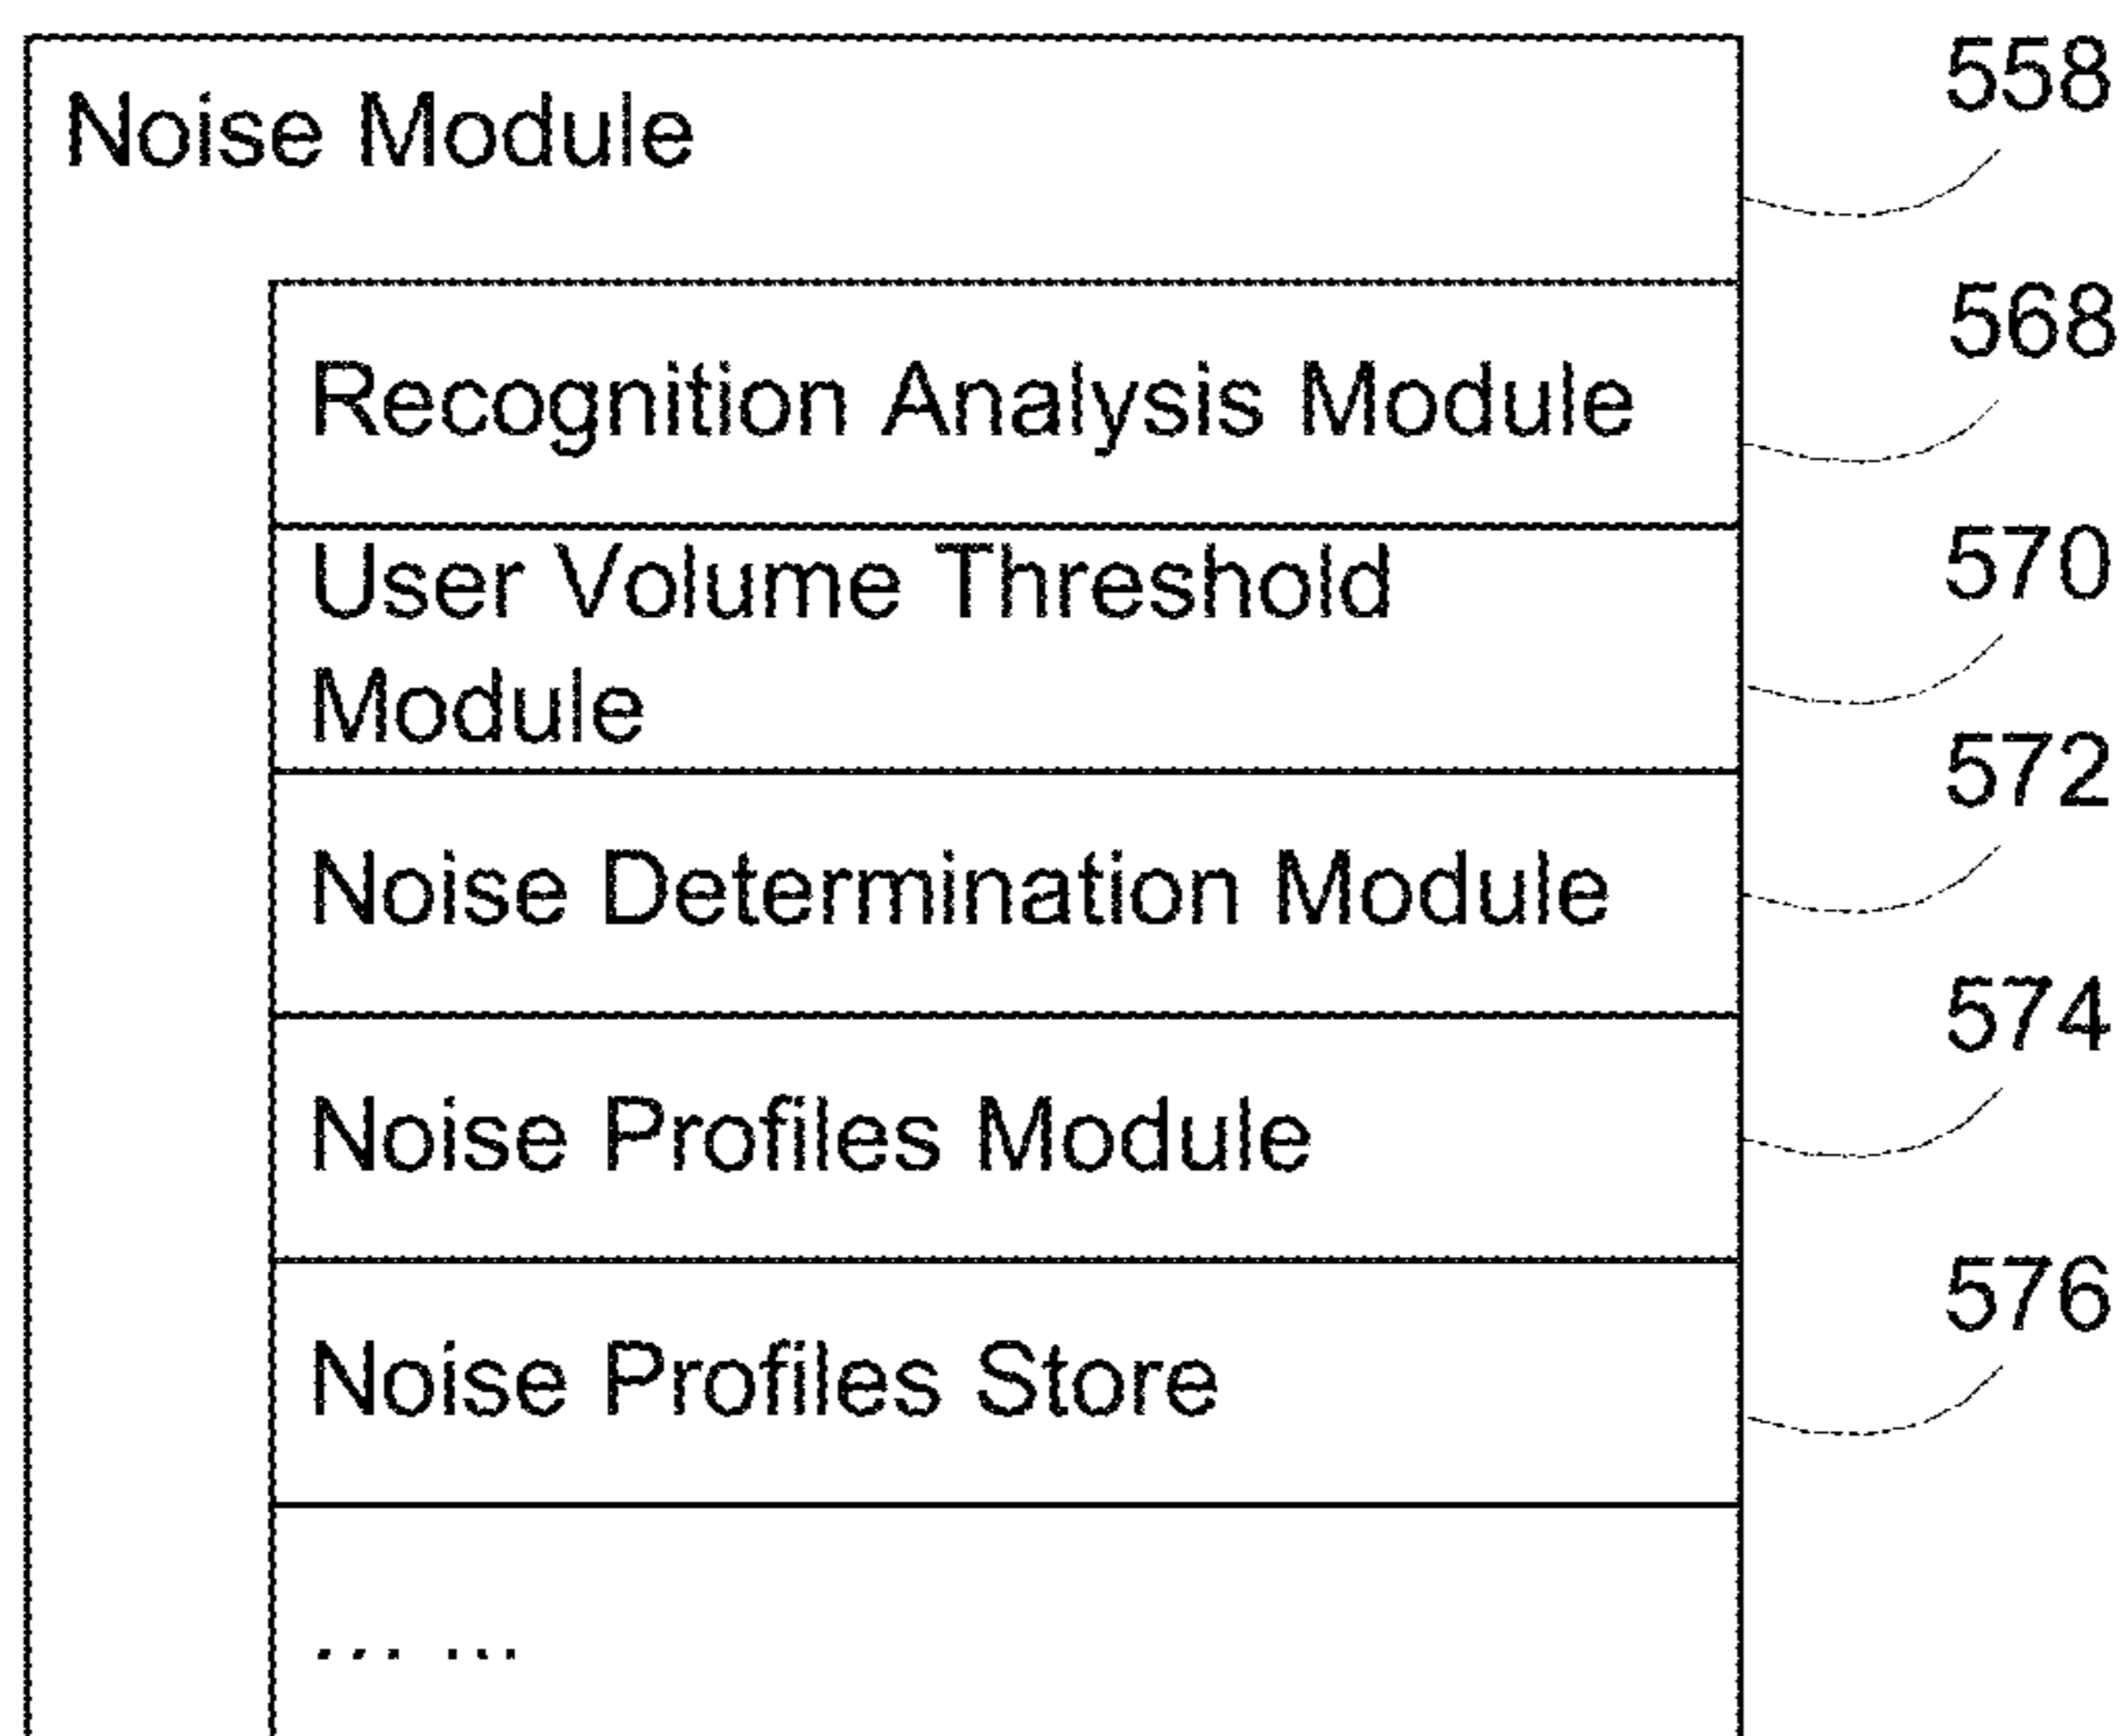 Noise Module
558
568
Recognition Analysis Module
570
User Volume Threshold
Module
572
Noise Determination Module
574
Noise Profiles Module
576
Noise Profiles Store
... ...